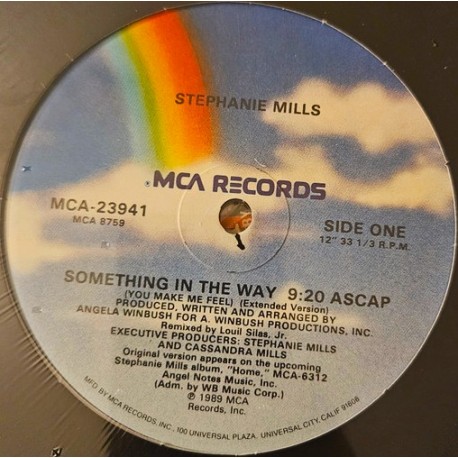 STEPHANIE MILLS
MCA RECORDS
MCA-23941
MCA 8759
SIDE ONE
12" 33 1/3 R.P.M.
SOMETHING IN THE WAY 9:20 ASCAP
(YOU MAKE ME FEEL) (Extended Version)
PRODUCED, WRITTEN AND ARRANGED BY
ANGELA WINBUSH FOR A. WINBUSH PRODUCTIONS, INC.
Remixed by Louil Silas, Jr.
EXECUTIVE PRODUCERS: STEPHANIE MILLS
AND CASSANDRA MILLS
Original version appears on the upcoming
Stephanie Mills album, "Home," MCA-6312
Angel Notes Music, Inc.
(Adm. by WB Music Corp.)
℗ 1989 MCA
Records, Inc.
MFD BY MCA RECORDS, INC., 100 UNIVERSAL PLAZA, UNIVERSAL CITY, CALIF 91608